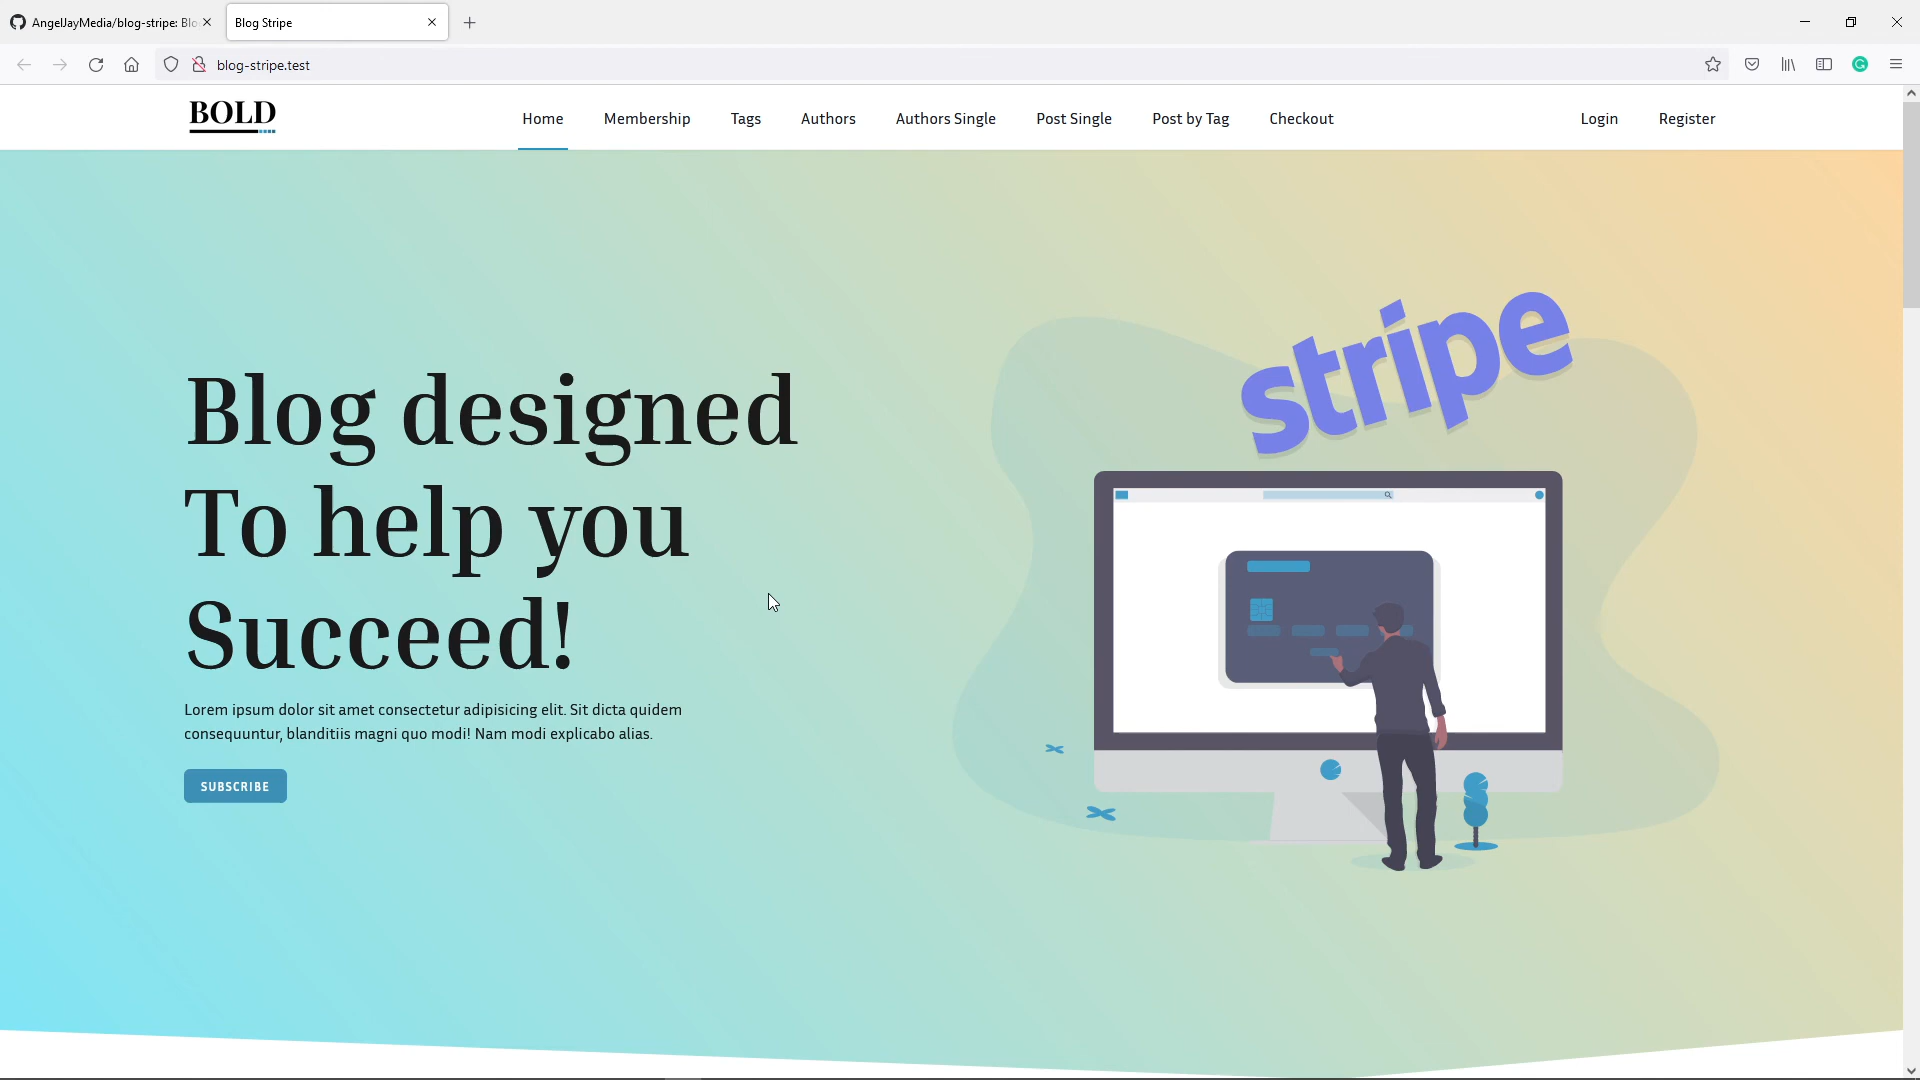 AngelJayMedia/blog-stripe: Blo
Blog Stripe
blog-stripe.test
BOLD
Home
Membership
Tags
Authors
Authors Single
Post Single
Post by Tag
Checkout
Login
Register
stripe
Blog designed
To help you
Succeed!
Lorem ipsum dolor sit amet consectetur adipisicing elit. Sit dicta quidem
consequuntur, blanditiis magni quo modi! Nam modi explicabo alias.
SUBSCRIBE